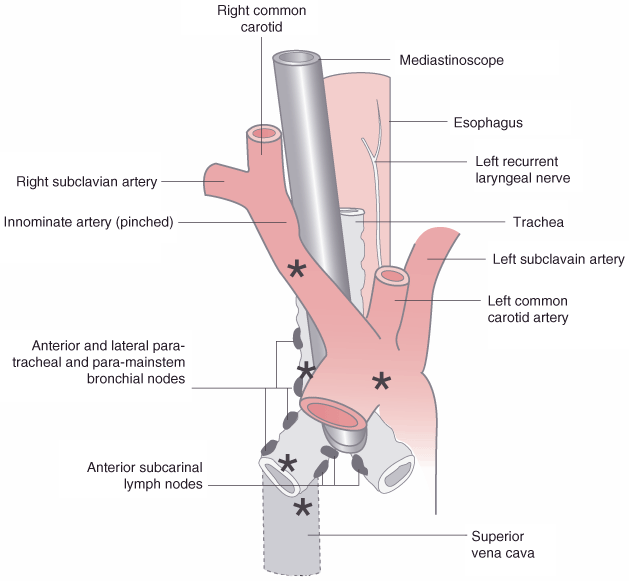 Right common
carotid
Mediastinoscope
Esophagus
Left recurrent
laryngeal nerve
Right subclavian artery
Innominate artery (pinched)
Trachea
Left subclavain artery
Left common
carotid artery
Anterior and lateral para-
tracheal and para-mainstem
bronchial nodes
Anterior subcarinal
lymph nodes
Superior
vena cava